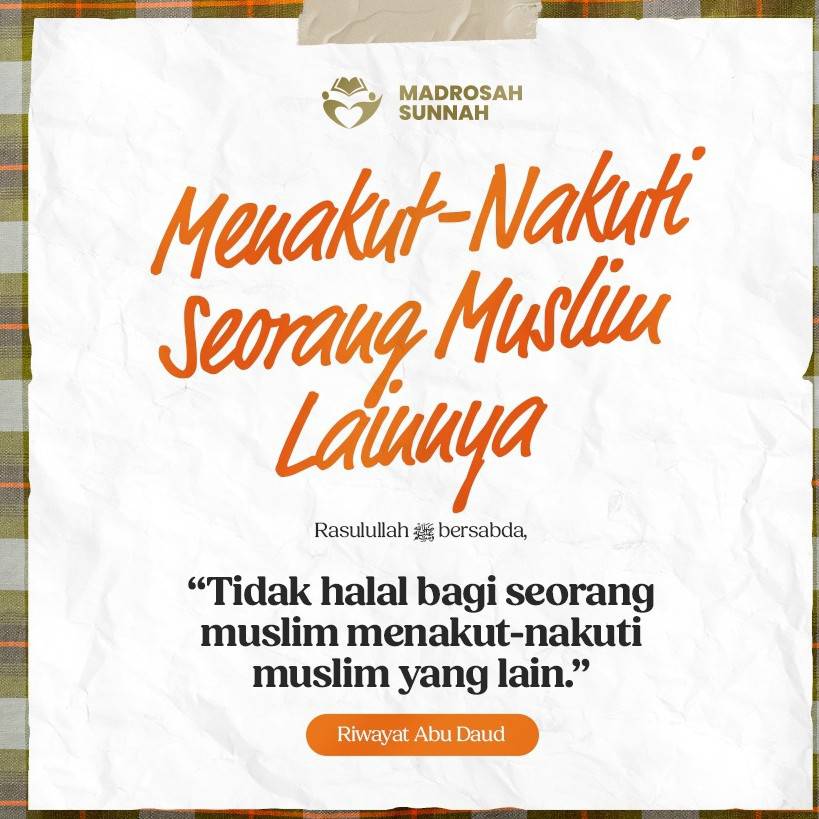 MADROSAH
SUNNAH
Menakut-Nakuti
Seorang Muslim
Lainnya
Rasulullah ﷺ bersabda,
“Tidak halal bagi seorang
muslim menakut-nakuti
muslim yang lain.”
Riwayat Abu Daud